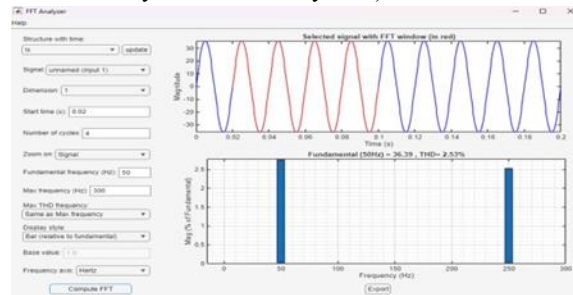 FFT Analyzer
Help
Structure with time:
is
update
Signal: unnamed (input 1)
Dimension: 1
Start time (s): 0.02
Number of cycles: 4
Zoom on: Signal
Fundamental frequency (Hz): 50
Max frequency (Hz): 300
Max THD frequency:
Same as Max frequency
Display style:
Bar (relative to fundamental)
Base value: 1.0
Frequency axis: Hertz
Compute FFT
Selected signal with FFT window (in red)
Magnitude
30
20
10
0
-10
-20
-30
0 0.02 0.04 0.06 0.08 0.1 0.12 0.14 0.16 0.18 0.2
Time (s)
Fundamental (50Hz) = 36.39 , THD= 2.53%
Mag (% of Fundamental)
2.5
2
1.5
1
0.5
0
0 50 100 150 200 250 300
Frequency (Hz)
Export